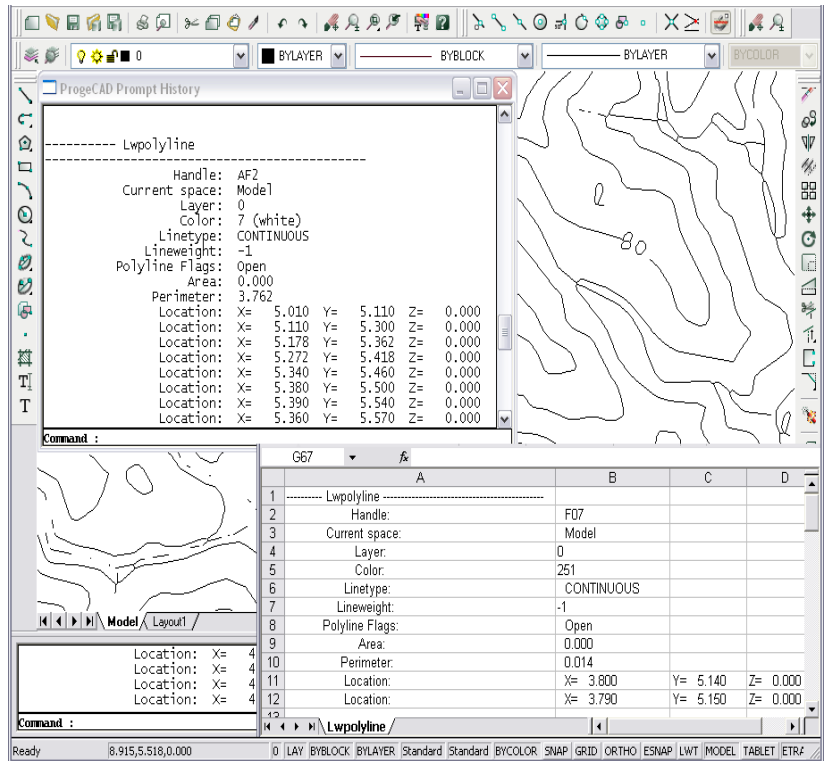 0
BYLAYER
BYBLOCK
BYLAYER
BYCOLOR
ProgeCAD Prompt History
---------- Lwpolyline
----------------------------------------
Handle: AF2
Current space: Model
Layer: 0
Color: 7 (white)
Linetype: CONTINUOUS
Lineweight: -1
Polyline Flags: Open
Area: 0.000
Perimeter: 3.762
Location: X= 5.010 Y= 5.110 Z= 0.000
Location: X= 5.110 Y= 5.300 Z= 0.000
Location: X= 5.178 Y= 5.362 Z= 0.000
Location: X= 5.272 Y= 5.418 Z= 0.000
Location: X= 5.340 Y= 5.460 Z= 0.000
Location: X= 5.380 Y= 5.500 Z= 0.000
Location: X= 5.390 Y= 5.540 Z= 0.000
Location: X= 5.360 Y= 5.570 Z= 0.000
Command :
80
G67 fx
A B C D
1 ---------- Lwpolyline ----------------------------------------
2 Handle: F07
3 Current space: Model
4 Layer: 0
5 Color: 251
6 Linetype: CONTINUOUS
7 Lineweight: -1
8 Polyline Flags: Open
9 Area: 0.000
10 Perimeter: 0.014
11 Location: X= 3.800 Y= 5.140 Z= 0.000
12 Location: X= 3.790 Y= 5.150 Z= 0.000
Lwpolyline
Model Layout1
Location: X= 4
Location: X= 4
Location: X= 4
Location: X= 4
Command :
Ready 8.915,5.518,0.000 0 LAY BYBLOCK BYLAYER Standard Standard BYCOLOR SNAP GRID ORTHO ESNAP LWT MODEL TABLET ETRA